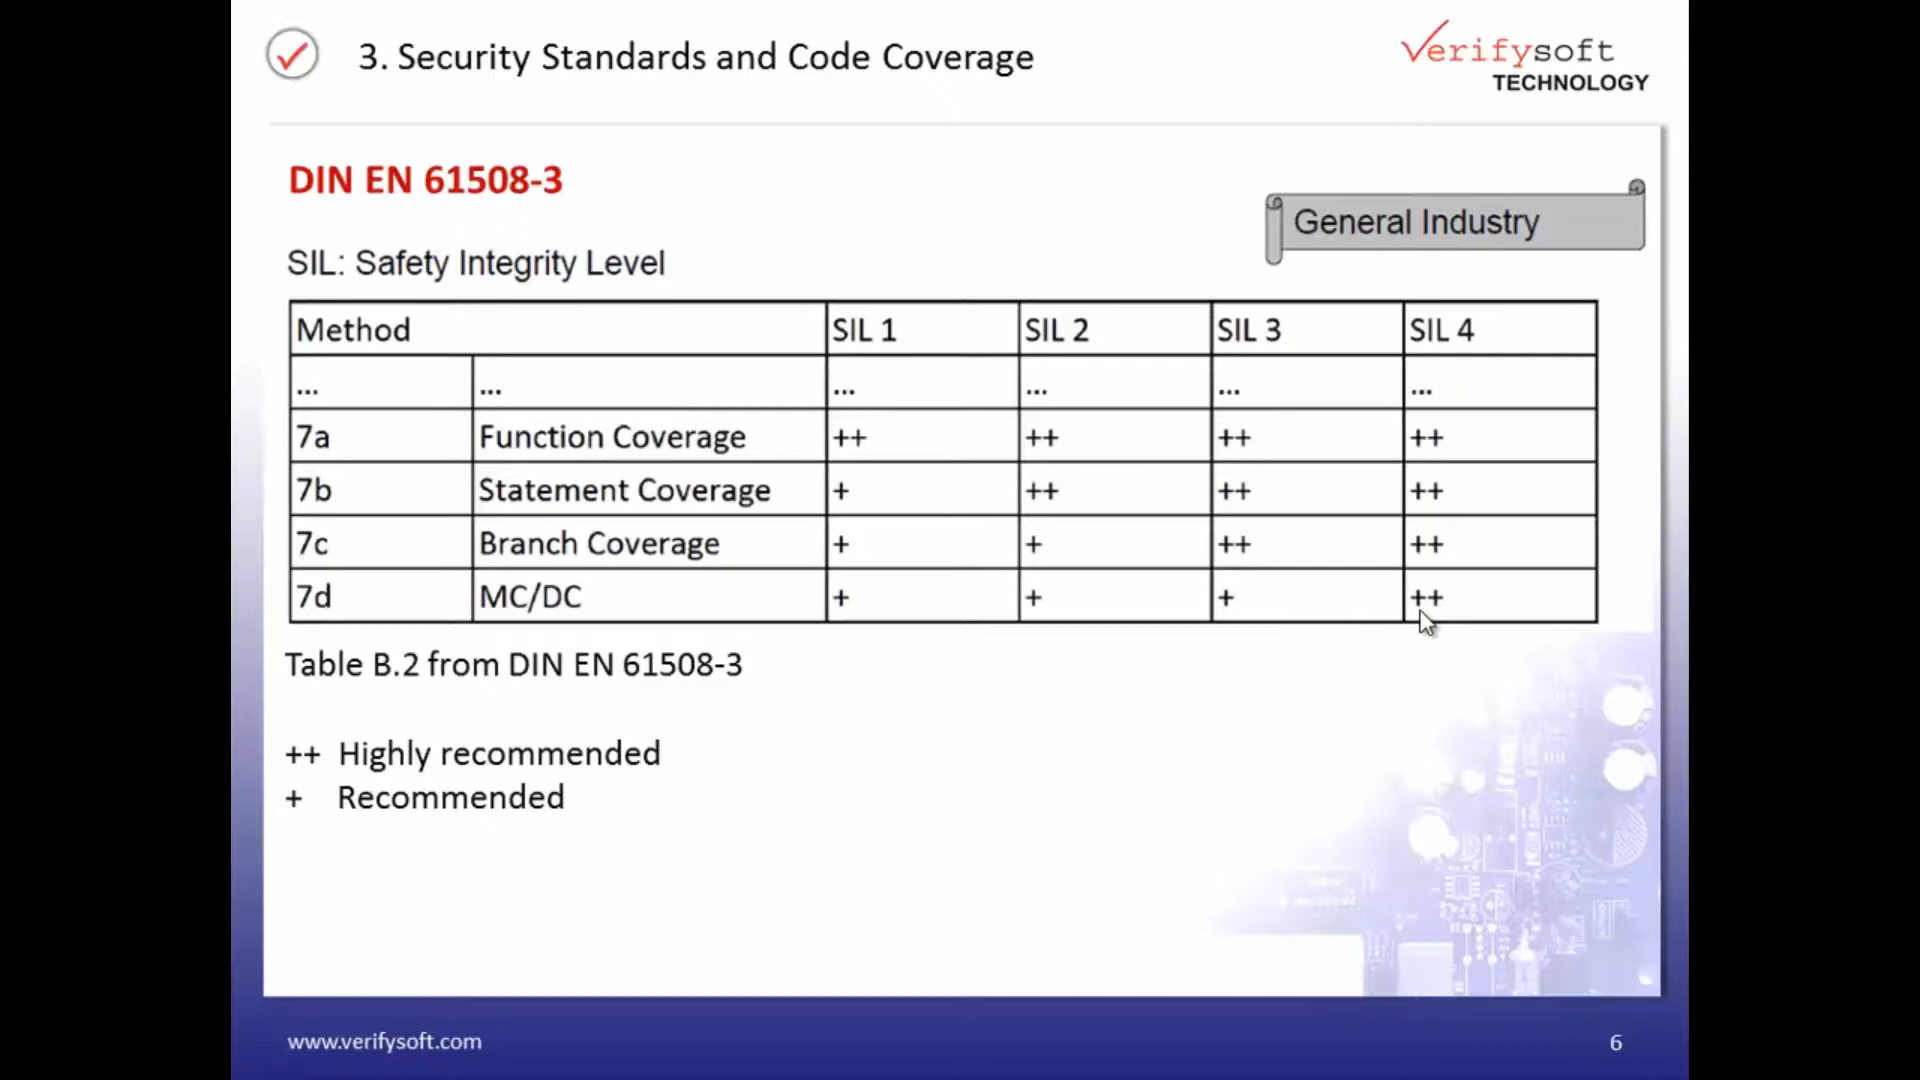 3. Security Standards and Code Coverage
Verifysoft
TECHNOLOGY
DIN EN 61508-3
General Industry
SIL: Safety Integrity Level
Method SIL 1 SIL 2 SIL 3 SIL 4
... ... ... ... ... ...
7a Function Coverage ++ ++ ++ ++
7b Statement Coverage + ++ ++ ++
7c Branch Coverage + + ++ ++
7d MC/DC + + + ++
Table B.2 from DIN EN 61508-3
++ Highly recommended
+ Recommended
www.verifysoft.com
6